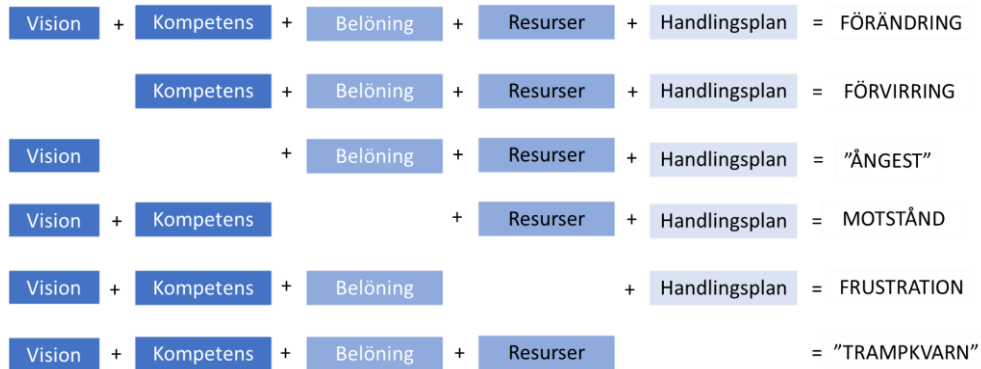 Vision + Kompetens + Belöning + Resurser + Handlingsplan = FÖRÄNDRING
Kompetens + Belöning + Resurser + Handlingsplan = FÖRVIRRING
Vision + Belöning + Resurser + Handlingsplan = ”ÅNGEST”
Vision + Kompetens + Resurser + Handlingsplan = MOTSTÅND
Vision + Kompetens + Belöning + Handlingsplan = FRUSTRATION
Vision + Kompetens + Belöning + Resurser = ”TRAMPKVARN”